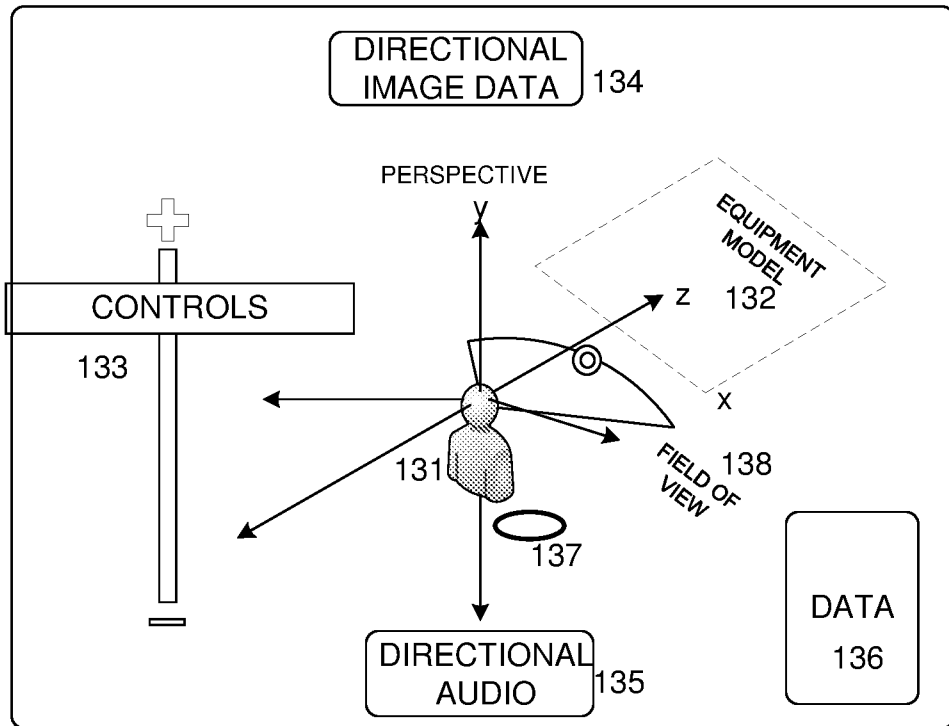 DIRECTIONAL
IMAGE DATA
134
PERSPECTIVE
y
EQUIPMENT
MODEL
132
z
CONTROLS
133
x
131
FIELD OF
VIEW
138
137
DATA
136
DIRECTIONAL
AUDIO
135